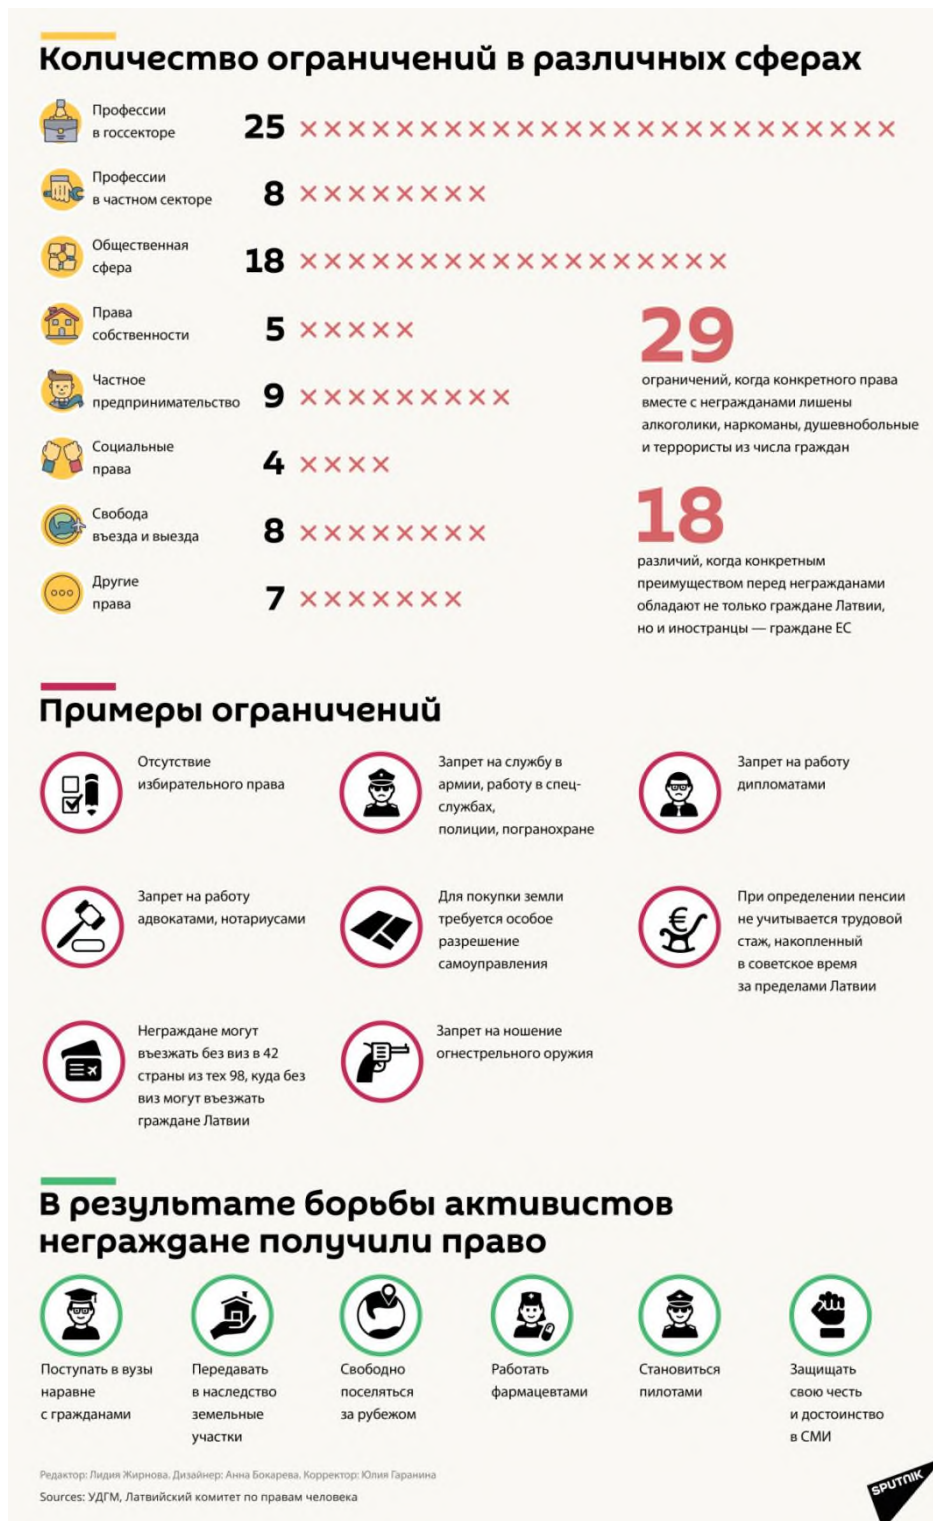 Количество ограничений в различных сферах
Профессии
в госсекторе
25
Профессии
в частном секторе
8
Общественная
сфера
18
Права
собственности
5
Частное
предпринимательство
9
Социальные
права
4
Свобода
въезда и выезда
8
Другие
права
7
29
ограничений, когда конкретного права
вместе с негражданами лишены
алкоголики, наркоманы, душевнобольные
и террористы из числа граждан
18
различий, когда конкретным
преимуществом перед негражданами
обладают не только граждане Латвии,
но и иностранцы — граждане ЕС
Примеры ограничений
Отсутствие
избирательного права
Запрет на службу в
армии, работу в спец-
службах,
полиции, погранохране
Запрет на работу
дипломатами
Запрет на работу
адвокатами, нотариусами
Для покупки земли
требуется особое
разрешение
самоуправления
При определении пенсии
не учитывается трудовой
стаж, накопленный
в советское время
за пределами Латвии
Неграждане могут
въезжать без виз в 42
страны из тех 98, куда без
виз могут въезжать
граждане Латвии
Запрет на ношение
огнестрельного оружия
В результате борьбы активистов
неграждане получили право
Поступать в вузы
наравне
с гражданами
Передавать
в наследство
земельные
участки
Свободно
поселяться
за рубежом
Работать
фармацевтами
Становиться
пилотами
Защищать
свою честь
и достоинство
в СМИ
Редактор: Лидия Жирнова. Дизайнер: Анна Бокарева. Корректор: Юлия Гаранина
Sources: УДГМ, Латвийский комитет по правам человека
SPUTNIK